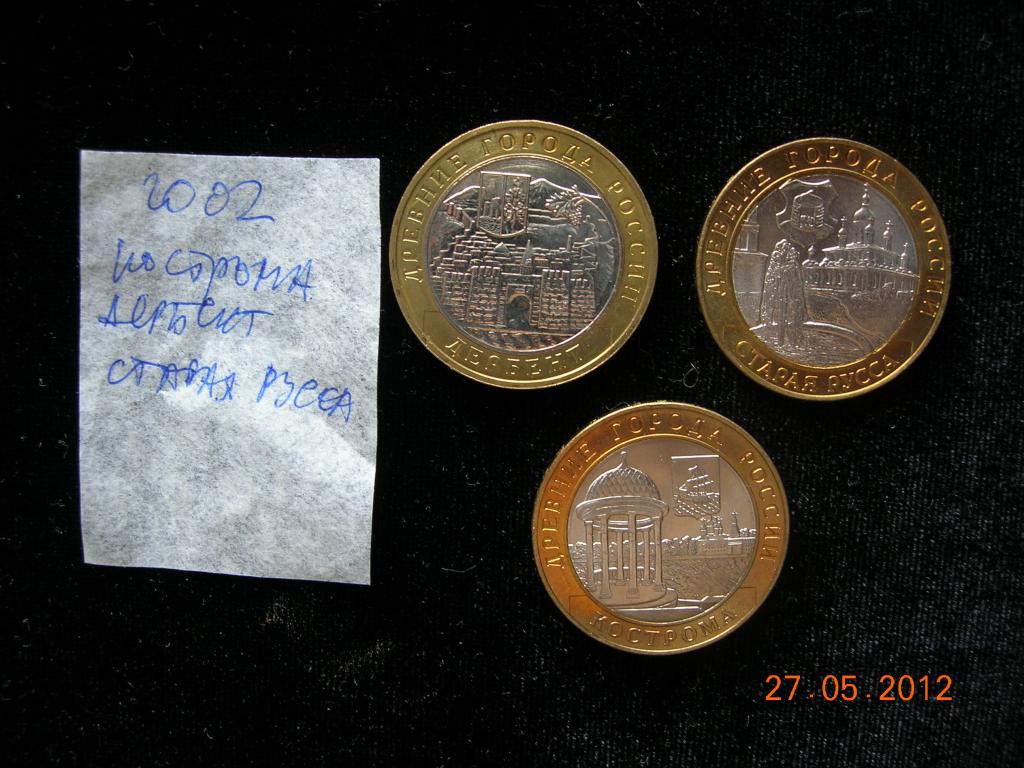 2002
кострома
дербент
старая русса
ДРЕВНИЕ ГОРОДА РОССИИ
ДЕРБЕНТ
ДРЕВНИЕ ГОРОДА РОССИИ
СТАРАЯ РУССА
ДРЕВНИЕ ГОРОДА РОССИИ
КОСТРОМА
27.05.2012